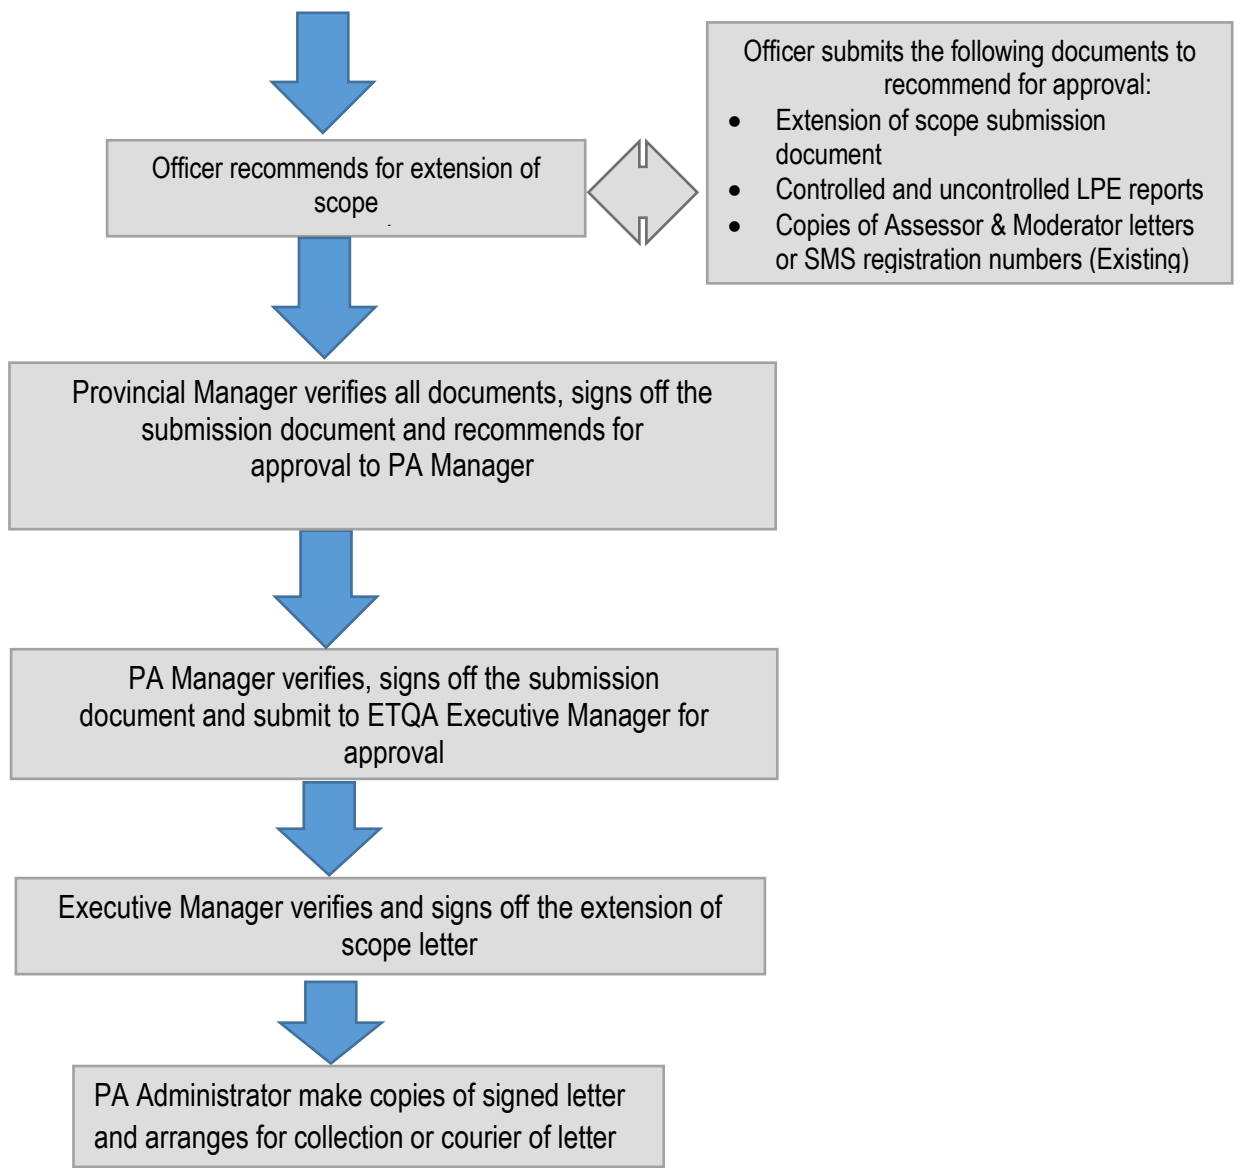 Officer submits the following documents to
recommend for approval:
• Extension of scope submission
document
• Controlled and uncontrolled LPE reports
• Copies of Assessor & Moderator letters
or SMS registration numbers (Existing)
Officer recommends for extension of
scope
Provincial Manager verifies all documents, signs off the
submission document and recommends for
approval to PA Manager
PA Manager verifies, signs off the submission
document and submit to ETQA Executive Manager for
approval
Executive Manager verifies and signs off the extension of
scope letter
PA Administrator make copies of signed letter
and arranges for collection or courier of letter